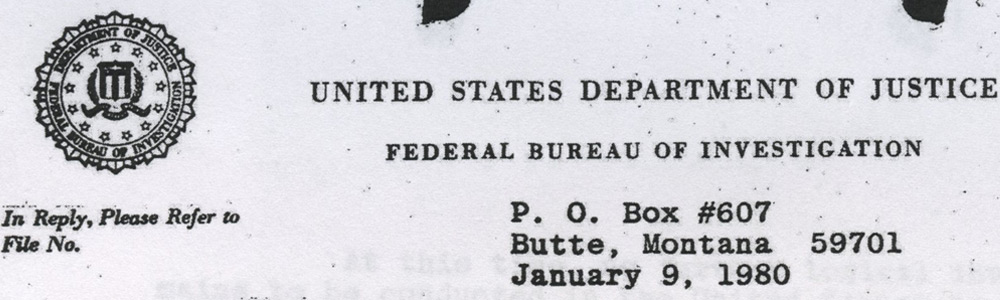 DEPARTMENT OF JUSTICE
FEDERAL BUREAU OF INVESTIGATION
UNITED STATES DEPARTMENT OF JUSTICE
FEDERAL BUREAU OF INVESTIGATION
In Reply, Please Refer to
File No.
P. O. Box #607
Butte, Montana 59701
January 9, 1980